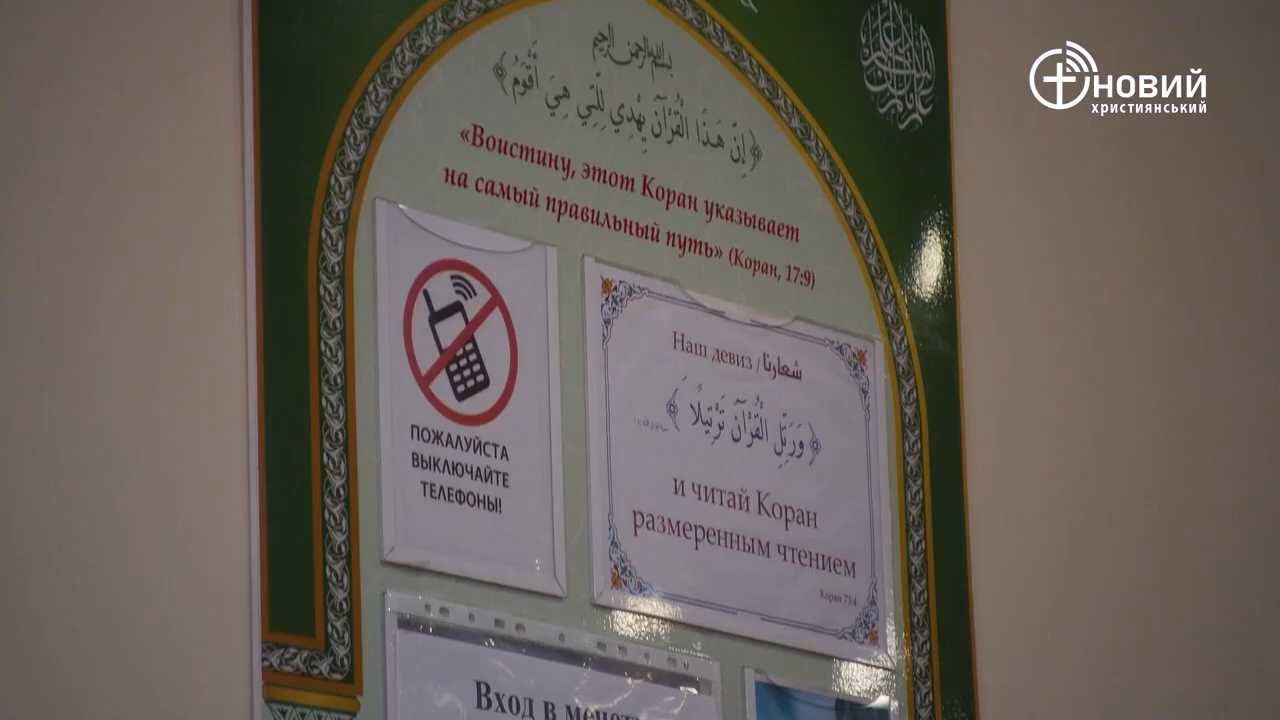 НОВИЙ
християнський
بسم الله الرحمن الرحيم
﴿ إِنَّ هَذَا الْقُرْآنَ يَهْدِي لِلَّتِي هِيَ أَقْوَمُ ﴾
«Воистину, этот Коран указывает
на самый правильный путь» (Коран, 17:9)
ПОЖАЛУЙСТА
ВЫКЛЮЧАЙТЕ
ТЕЛЕФОНЫ!
Наш девиз / شعارنا
﴿ وَرَتِّلِ الْقُرْآنَ تَرْتِيلًا ﴾
и читай Коран
размеренным чтением
Коран 73:4
Вход в